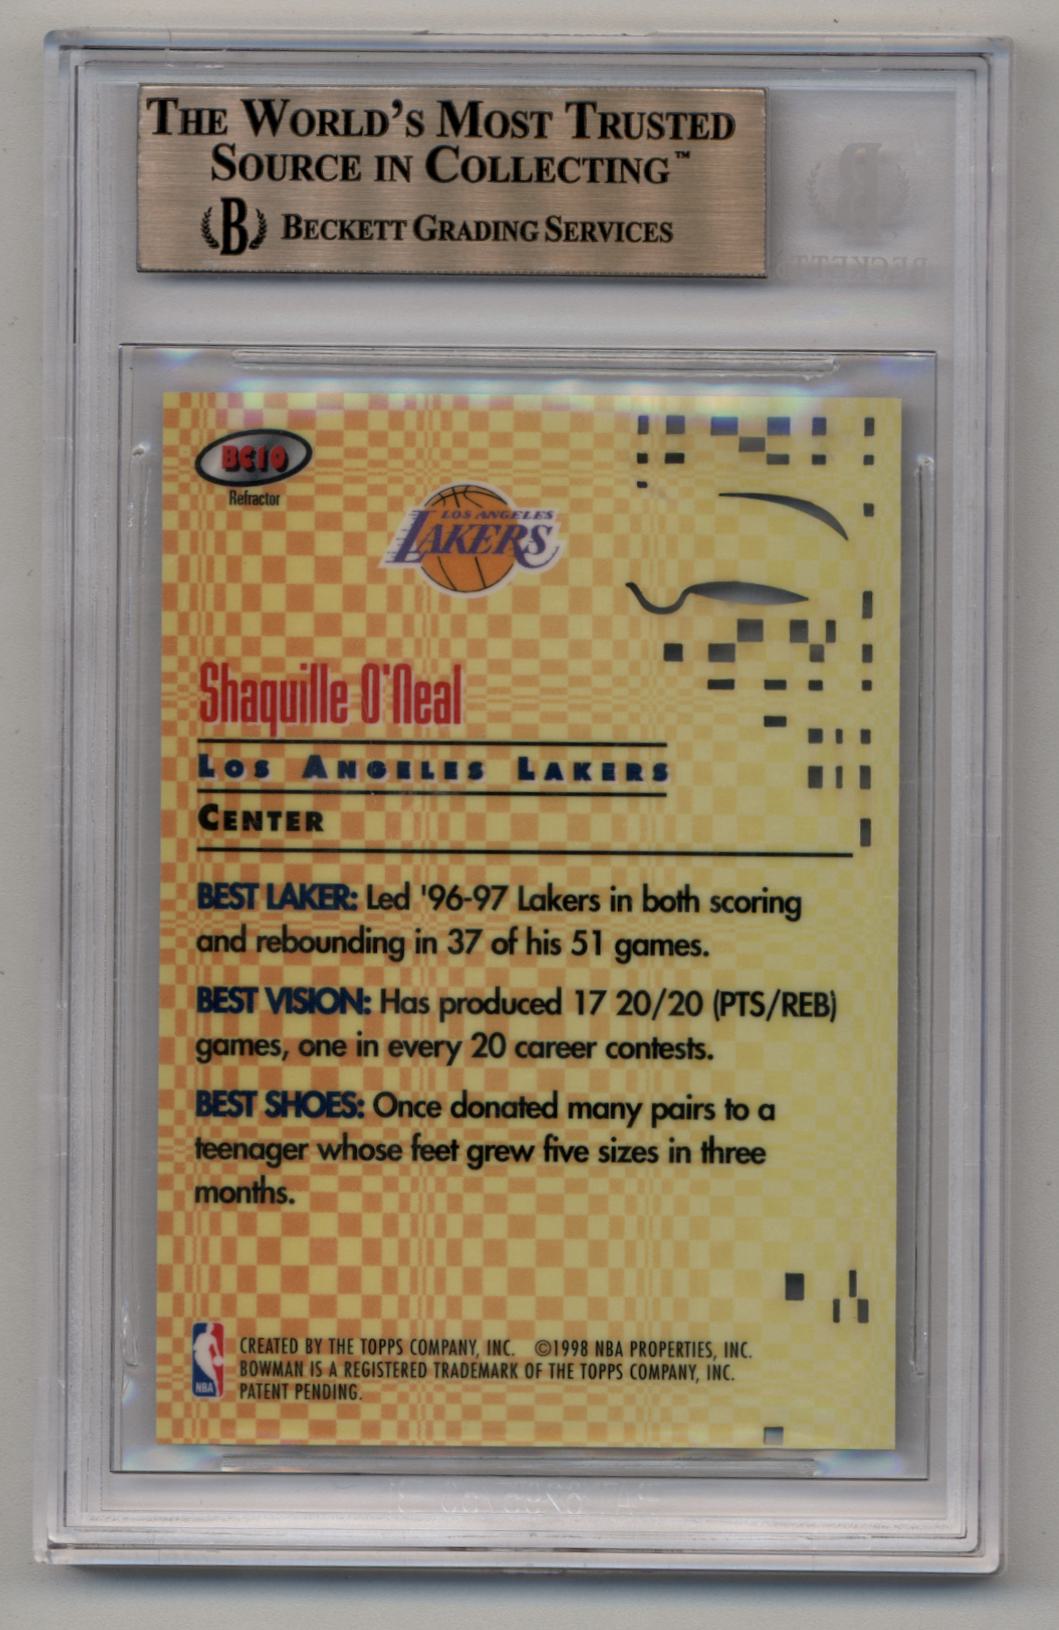 THE WORLD'S MOST TRUSTED
SOURCE IN COLLECTING™
B BECKETT GRADING SERVICES
BECKETT
BC10
Refractor
LOS ANGELES
LAKERS
Shaquille O'Neal
LOS ANGELES LAKERS
CENTER
BEST LAKER: Led '96-97 Lakers in both scoring
and rebounding in 37 of his 51 games.
BEST VISION: Has produced 17 20/20 (PTS/REB)
games, one in every 20 career contests.
BEST SHOES: Once donated many pairs to a
teenager whose feet grew five sizes in three
months.
NBA
CREATED BY THE TOPPS COMPANY, INC. ©1998 NBA PROPERTIES, INC.
BOWMAN IS A REGISTERED TRADEMARK OF THE TOPPS COMPANY, INC.
PATENT PENDING.